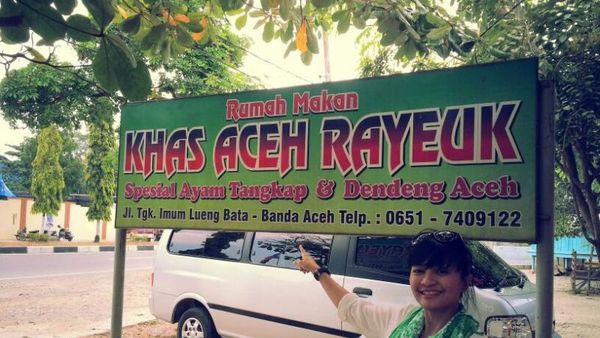 Rumah Makan
KHAS ACEH RAYEUK
Spesial Ayam Tangkap & Dendeng Aceh
Jl. Tgk. Imum Lueng Bata - Banda Aceh Telp. : 0651 - 7409122